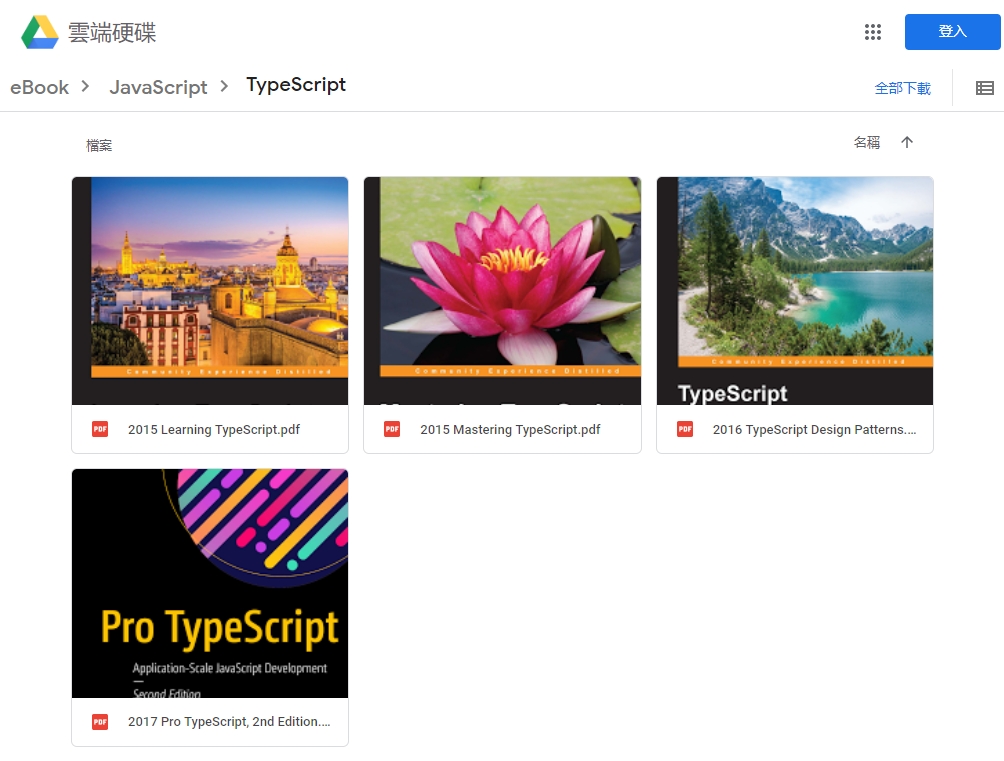 雲端硬碟
登入
eBook
JavaScript
TypeScript
全部下載
檔案
名稱
Community Experience Distilled
Community Experience Distilled
Community Experience Distilled
TypeScript
PDF
2015 Learning TypeScript.pdf
PDF
2015 Mastering TypeScript.pdf
PDF
2016 TypeScript Design Patterns....
Pro TypeScript
Application-Scale JavaScript Development
Second Edition
PDF
2017 Pro TypeScript, 2nd Edition....